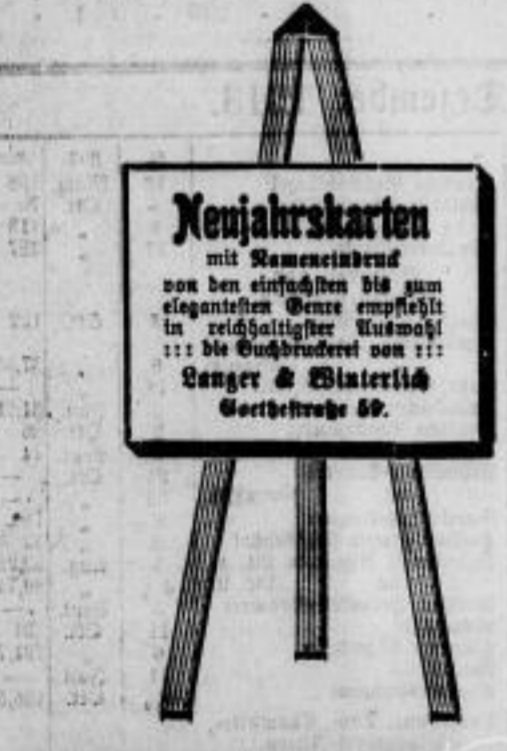 Neujahrskarten
mit Nameneindruck
von den einfachsten bis zum
elegantesten Genre empfiehlt
in reichhaltigster Auswahl
::: die Buchdruckerei von :::
Langer & Winterlich
Goethestraße 59.